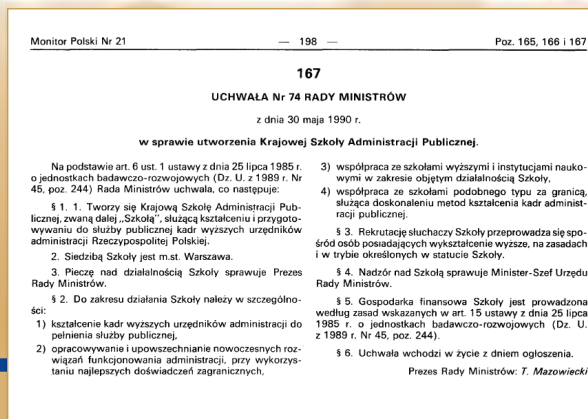 Monitor Polski Nr 21 — 198 — Poz. 165, 166 i 167
167
UCHWAŁA Nr 74 RADY MINISTRÓW
z dnia 30 maja 1990 r.
w sprawie utworzenia Krajowej Szkoły Administracji Publicznej.
Na podstawie art. 6 ust. 1 ustawy z dnia 25 lipca 1985 r.
o jednostkach badawczo-rozwojowych (Dz. U. z 1989 r. Nr
45, poz. 244) Rada Ministrów uchwala, co następuje:
§ 1. 1. Tworzy się Krajową Szkołę Administracji Pub-
licznej, zwaną dalej „Szkołą”, służącą kształceniu i przygoto-
wywaniu do służby publicznej kadr wyższych urzędników
administracji Rzeczypospolitej Polskiej.
2. Siedzibą Szkoły jest m.st. Warszawa.
3. Pieczę nad działalnością Szkoły sprawuje Prezes
Rady Ministrów.
§ 2. Do zakresu działania Szkoły należy w szczególno-
ści:
1) kształcenie kadr wyższych urzędników administracji do
pełnienia służby publicznej,
2) opracowywanie i upowszechnianie nowoczesnych roz-
wiązań funkcjonowania administracji, przy wykorzys-
taniu najlepszych doświadczeń zagranicznych,
3) współpraca ze szkołami wyższymi i instytucjami nauko-
wymi w zakresie objętym działalnością Szkoły,
4) współpraca ze szkołami podobnego typu za granicą,
służąca doskonaleniu metod kształcenia kadr administ-
racji publicznej.
§ 3. Rekrutację słuchaczy Szkoły przeprowadza się spo-
śród osób posiadających wykształcenie wyższe, na zasadach
i w trybie określonych w statucie Szkoły.
§ 4. Nadzór nad Szkołą sprawuje Minister-Szef Urzędu
Rady Ministrów.
§ 5. Gospodarka finansowa Szkoły jest prowadzona
według zasad wskazanych w art. 15 ustawy z dnia 25 lipca
1985 r. o jednostkach badawczo-rozwojowych (Dz. U.
z 1989 r. Nr 45, poz. 244).
§ 6. Uchwała wchodzi w życie z dniem ogłoszenia.
Prezes Rady Ministrów: T. Mazowiecki